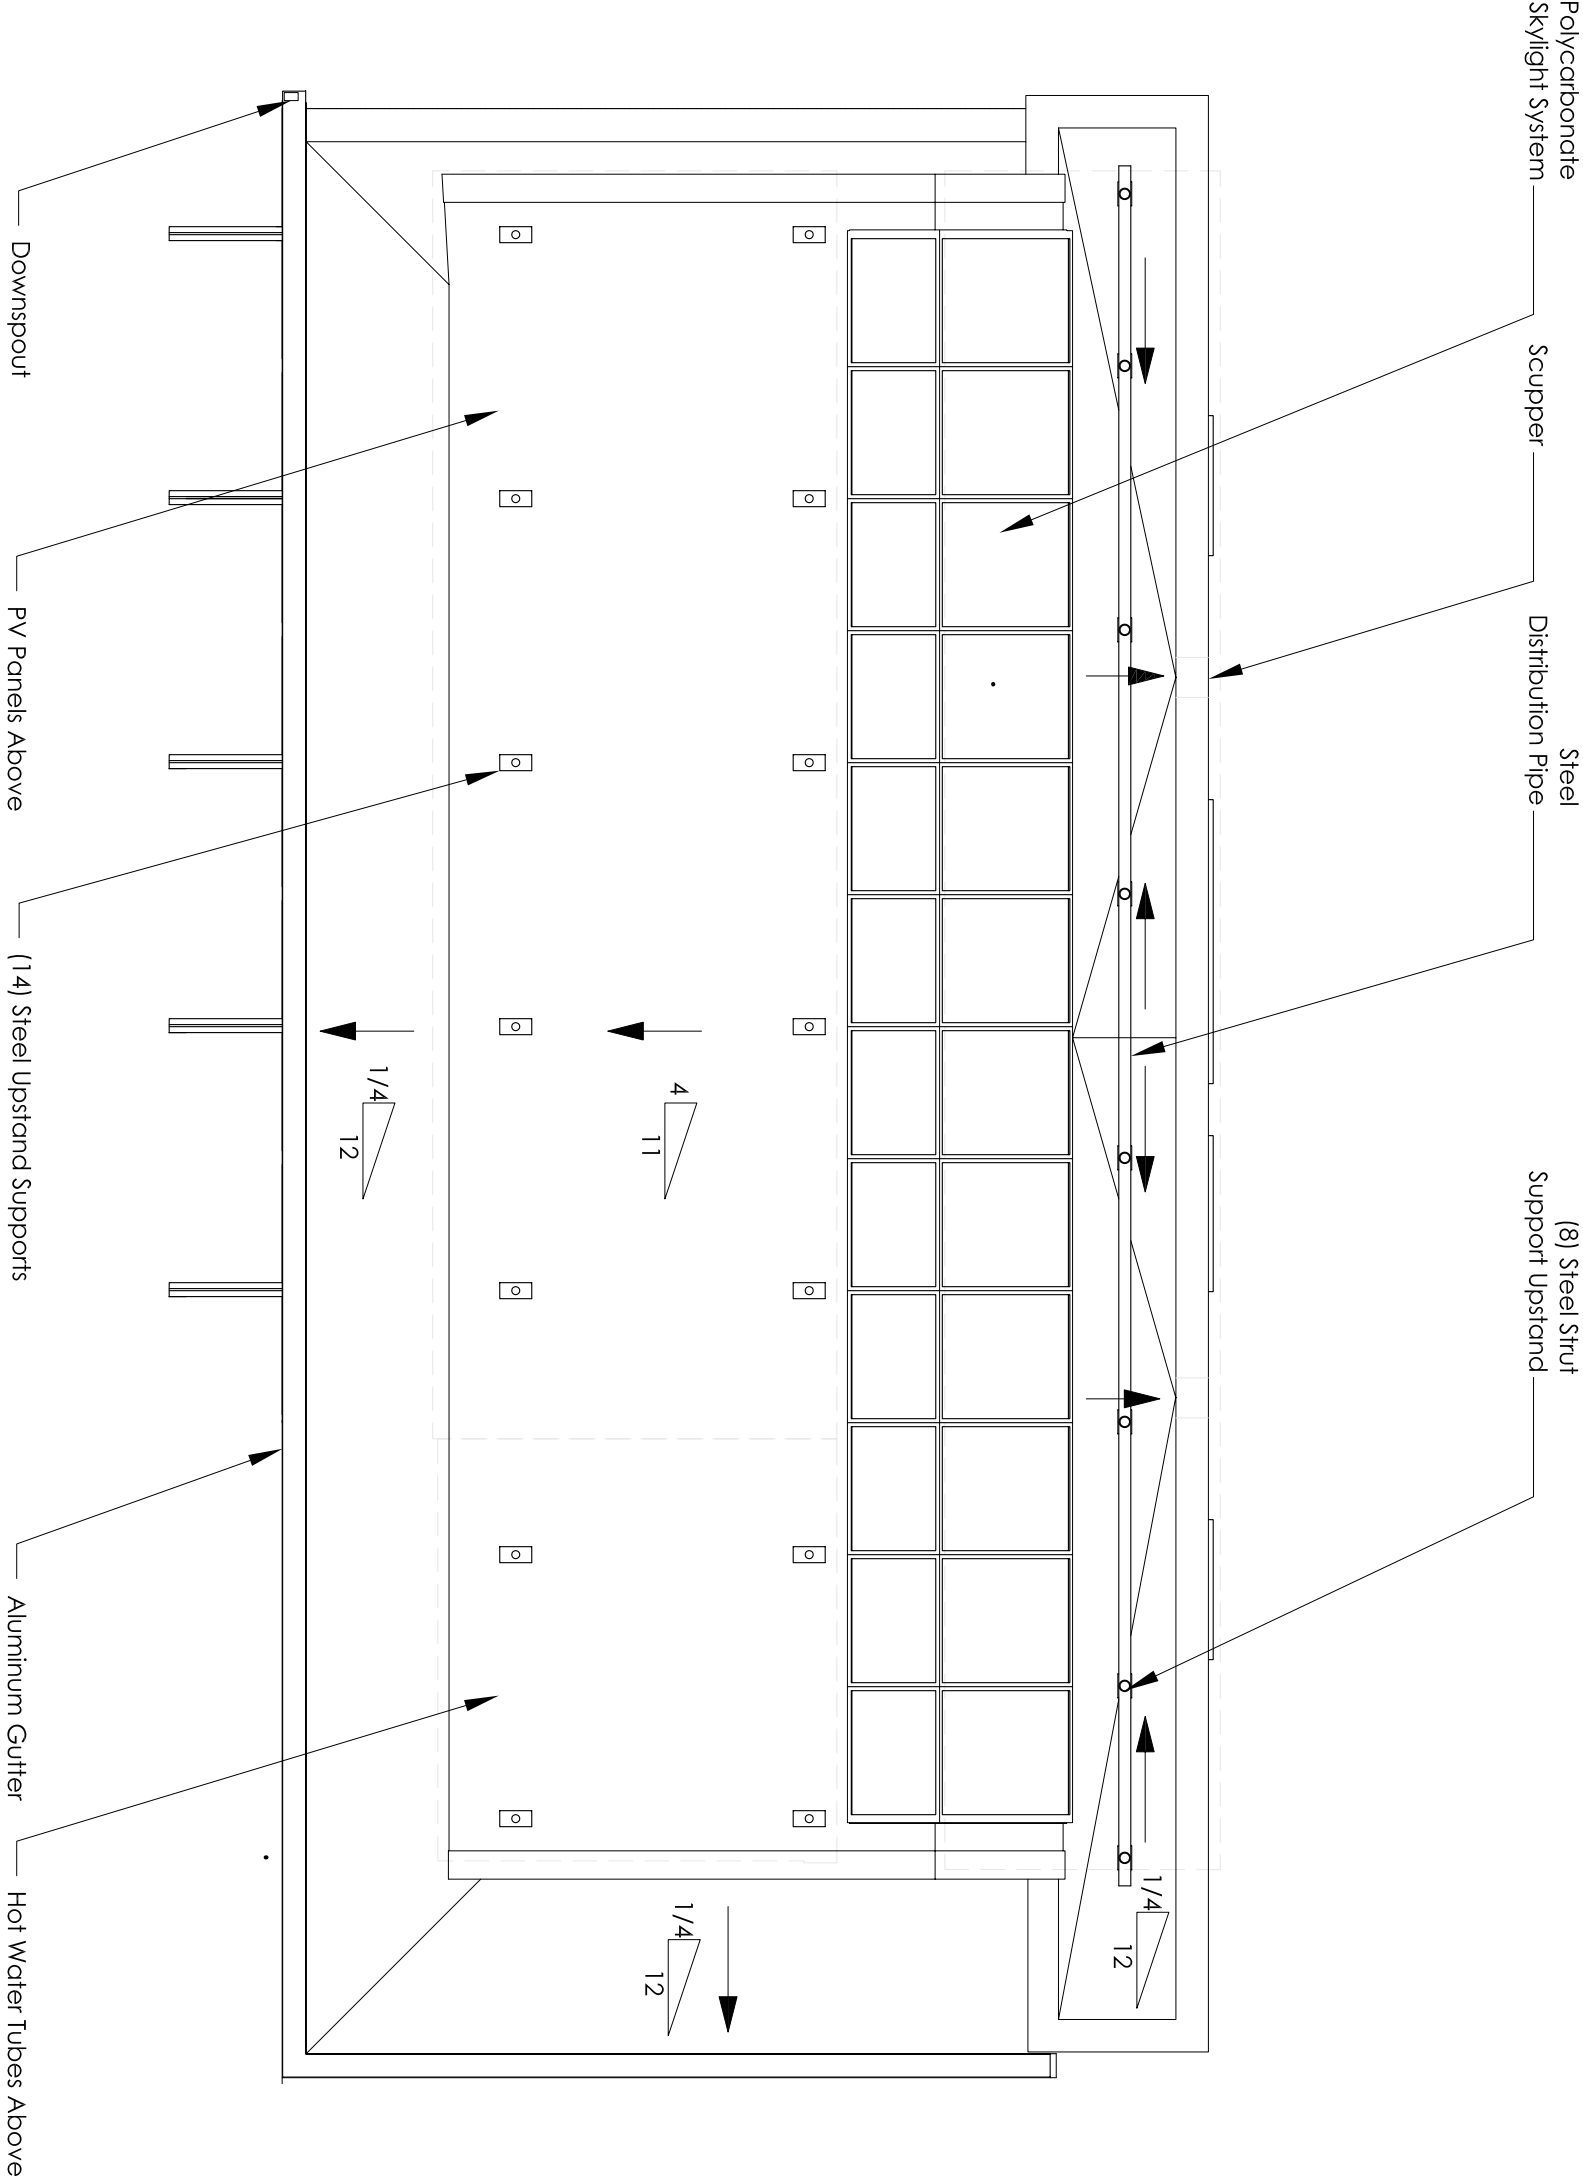 Polycarbonate
Skylight System
Scupper
Steel
Distribution Pipe
(8) Steel Strut
Support Upstand
1/4
12
4
11
1/4
12
1/4
12
Downspout
PV Panels Above
(14) Steel Upstand Supports
Aluminum Gutter
Hot Water Tubes Above